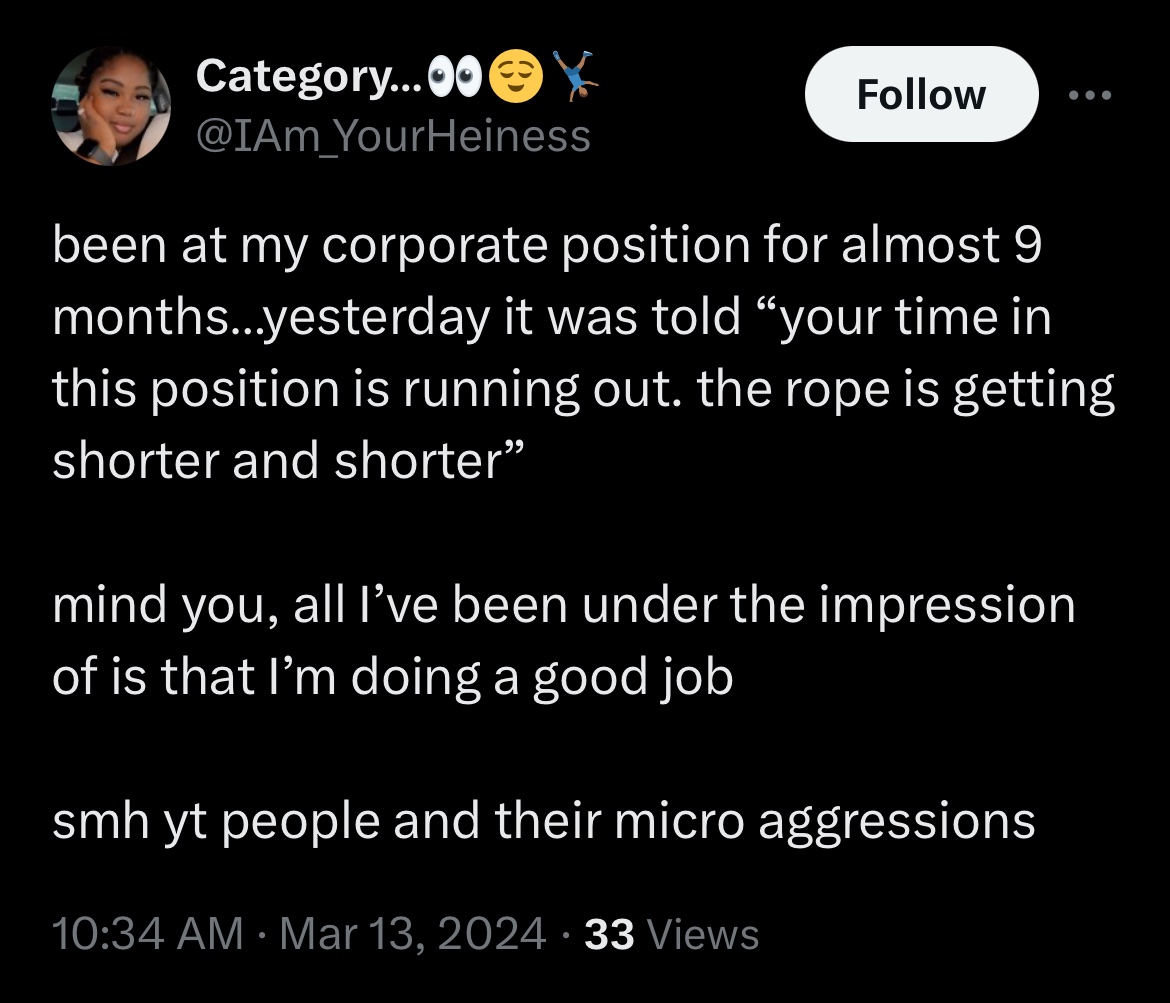 Category...👀😌🤸🏾‍♂️
@IAm_YourHeiness
Follow
been at my corporate position for almost 9
months...yesterday it was told “your time in
this position is running out. the rope is getting
shorter and shorter”
mind you, all I’ve been under the impression
of is that I’m doing a good job
smh yt people and their micro aggressions
10:34 AM · Mar 13, 2024 · 33 Views